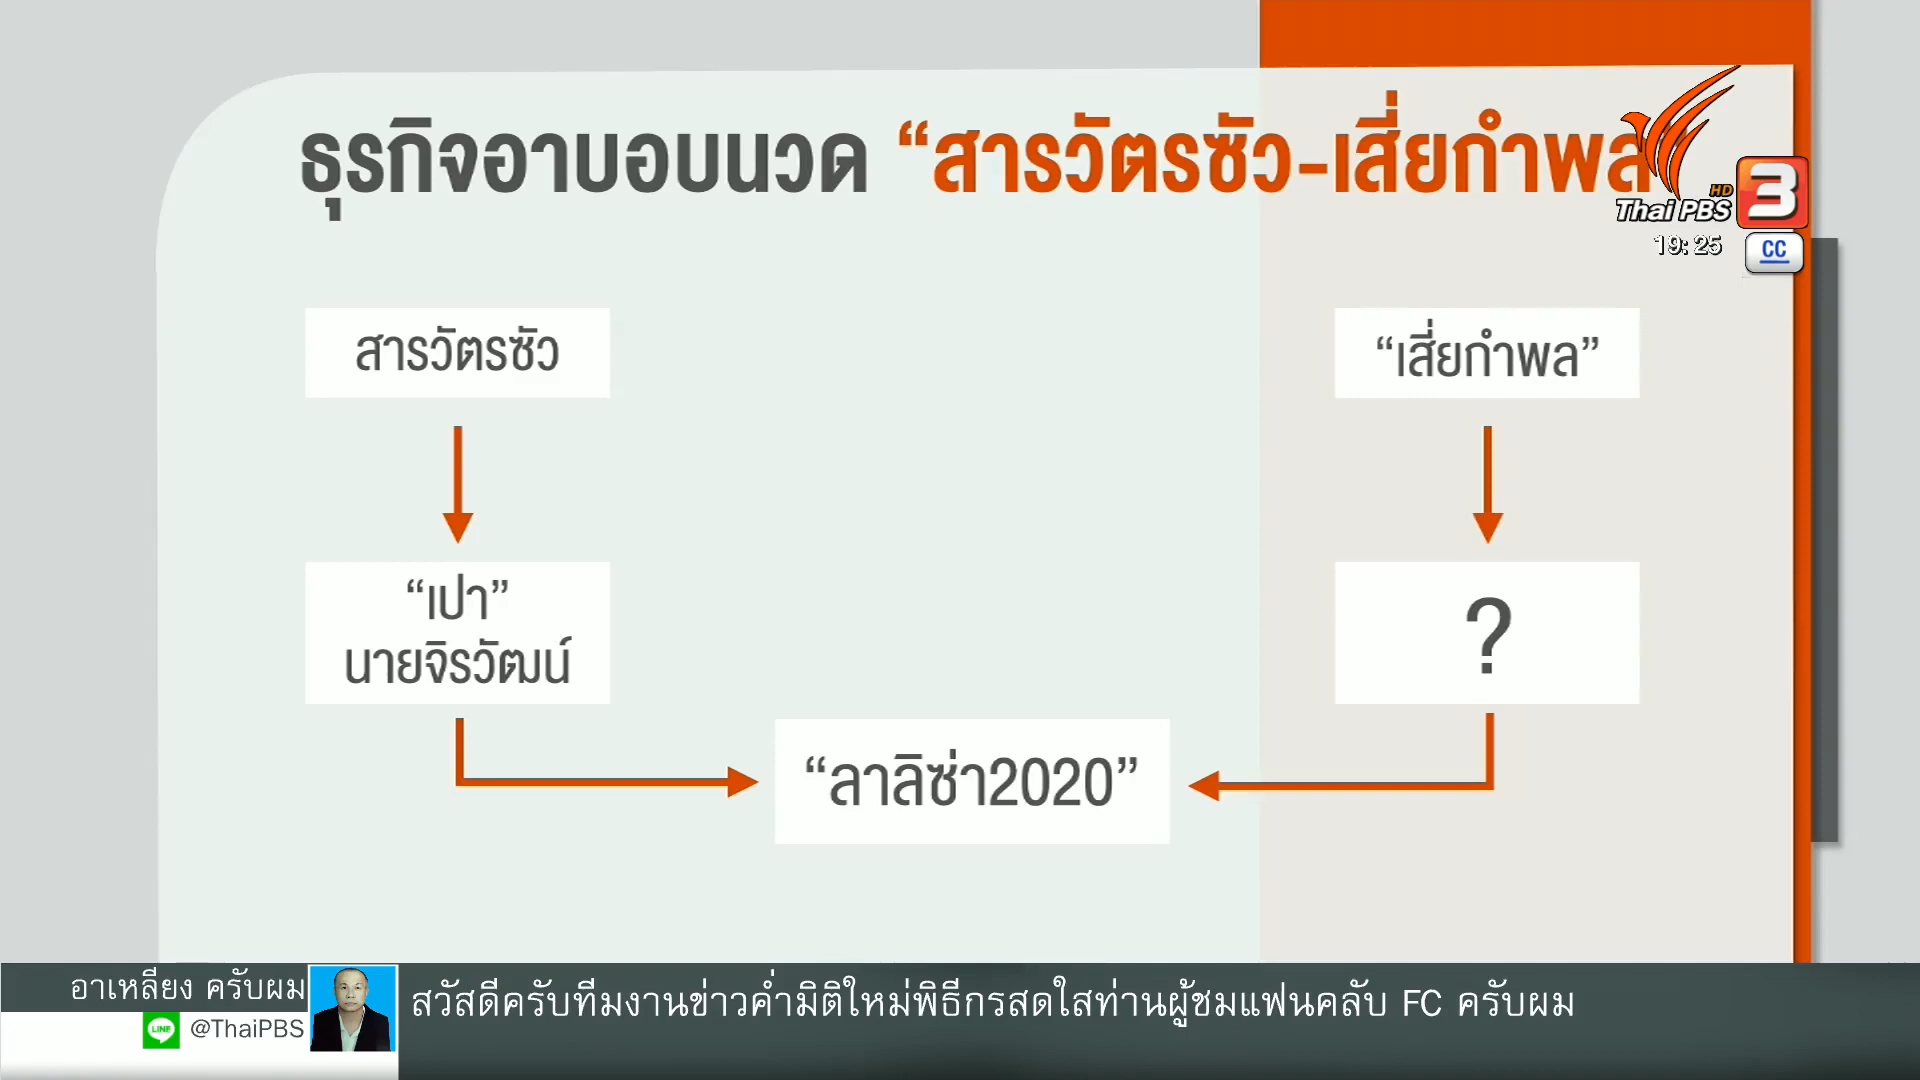 ธุรกิจอาบอบนวด “สารวัตรซัว-เสี่ยกำพล
HD
Thai PBS 3
19:25
CC
สารวัตรซัว
“เสี่ยกำพล”
“เปา”
นายจิรวัฒน์
?
“ลาลิซ่า2020”
อาเหลียง ครับผม
LINE @ThaiPBS
สวัสดีครับทีมงานข่าวค่ำมิติใหม่พิธีกรสดใสท่านผู้ชมแฟนคลับ FC ครับผม